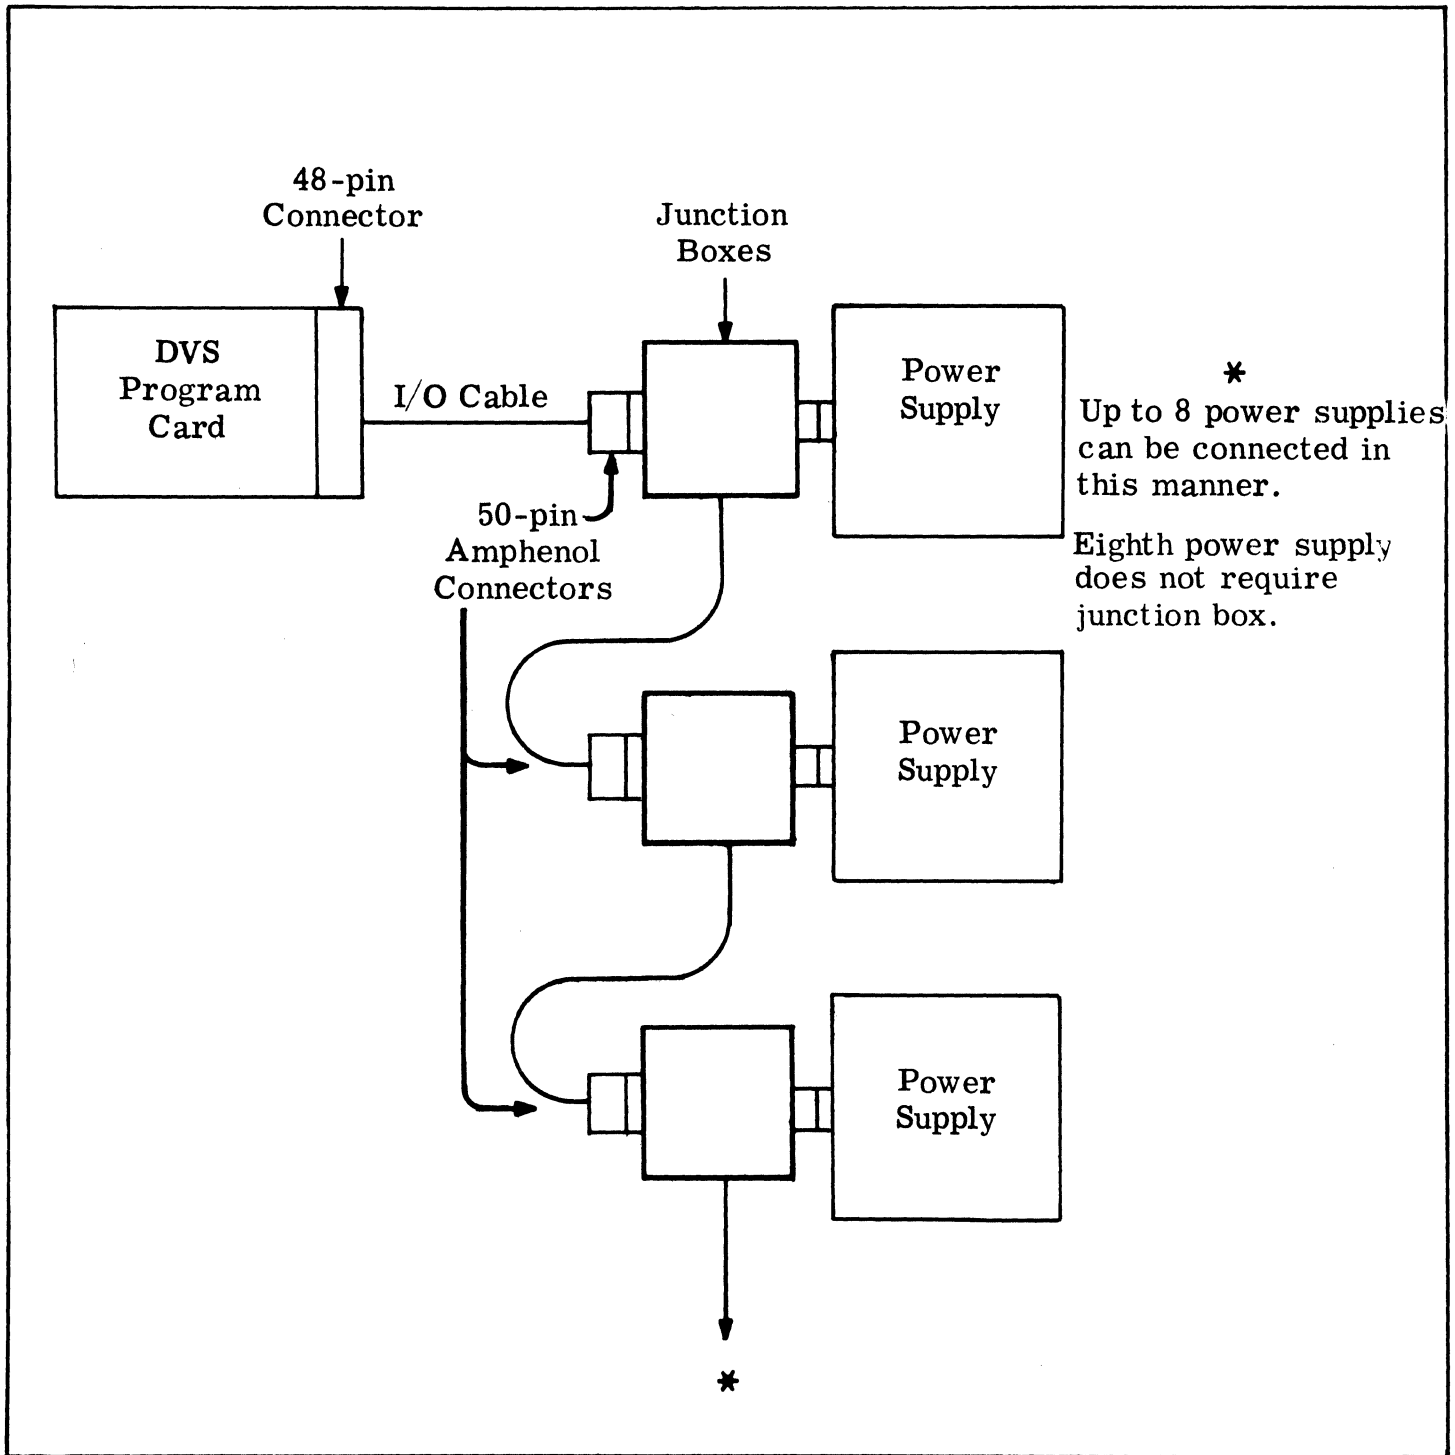 48-pin
Connector
Junction
Boxes
DVS
Program
Card
I/O Cable
Power
Supply
*
Up to 8 power supplies
can be connected in
this manner.
50-pin
Amphenol
Connectors
Eighth power supply
does not require
junction box.
Power
Supply
Power
Supply
*